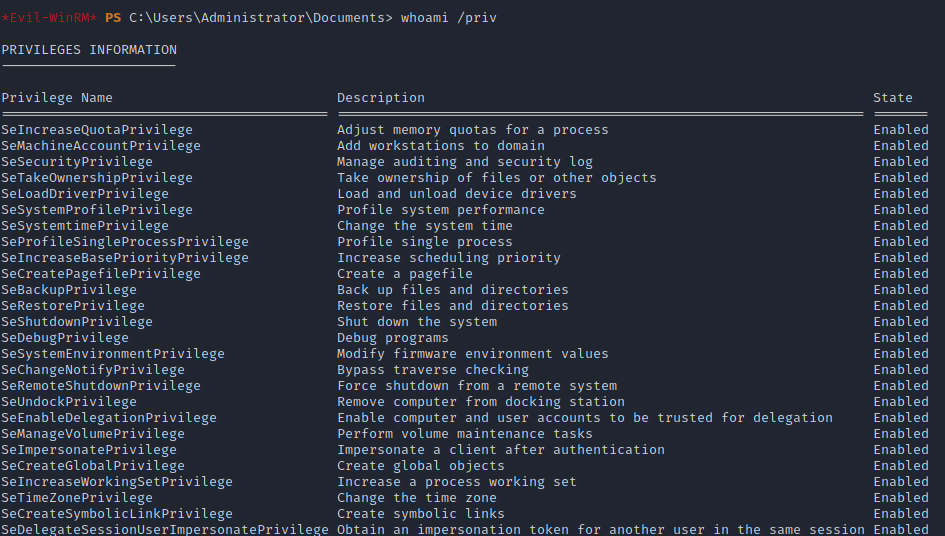 *Evil-WinRM* PS C:\Users\Administrator\Documents> whoami /priv
PRIVILEGES INFORMATION
Privilege Name Description State
SeIncreaseQuotaPrivilege Adjust memory quotas for a process Enabled
SeMachineAccountPrivilege Add workstations to domain Enabled
SeSecurityPrivilege Manage auditing and security log Enabled
SeTakeOwnershipPrivilege Take ownership of files or other objects Enabled
SeLoadDriverPrivilege Load and unload device drivers Enabled
SeSystemProfilePrivilege Profile system performance Enabled
SeSystemtimePrivilege Change the system time Enabled
SeProfileSingleProcessPrivilege Profile single process Enabled
SeIncreaseBasePriorityPrivilege Increase scheduling priority Enabled
SeCreatePagefilePrivilege Create a pagefile Enabled
SeBackupPrivilege Back up files and directories Enabled
SeRestorePrivilege Restore files and directories Enabled
SeShutdownPrivilege Shut down the system Enabled
SeDebugPrivilege Debug programs Enabled
SeSystemEnvironmentPrivilege Modify firmware environment values Enabled
SeChangeNotifyPrivilege Bypass traverse checking Enabled
SeRemoteShutdownPrivilege Force shutdown from a remote system Enabled
SeUndockPrivilege Remove computer from docking station Enabled
SeEnableDelegationPrivilege Enable computer and user accounts to be trusted for delegation Enabled
SeManageVolumePrivilege Perform volume maintenance tasks Enabled
SeImpersonatePrivilege Impersonate a client after authentication Enabled
SeCreateGlobalPrivilege Create global objects Enabled
SeIncreaseWorkingSetPrivilege Increase a process working set Enabled
SeTimeZonePrivilege Change the time zone Enabled
SeCreateSymbolicLinkPrivilege Create symbolic links Enabled
SeDelegateSessionUserImpersonatePrivilege Obtain an impersonation token for another user in the same session Enabled